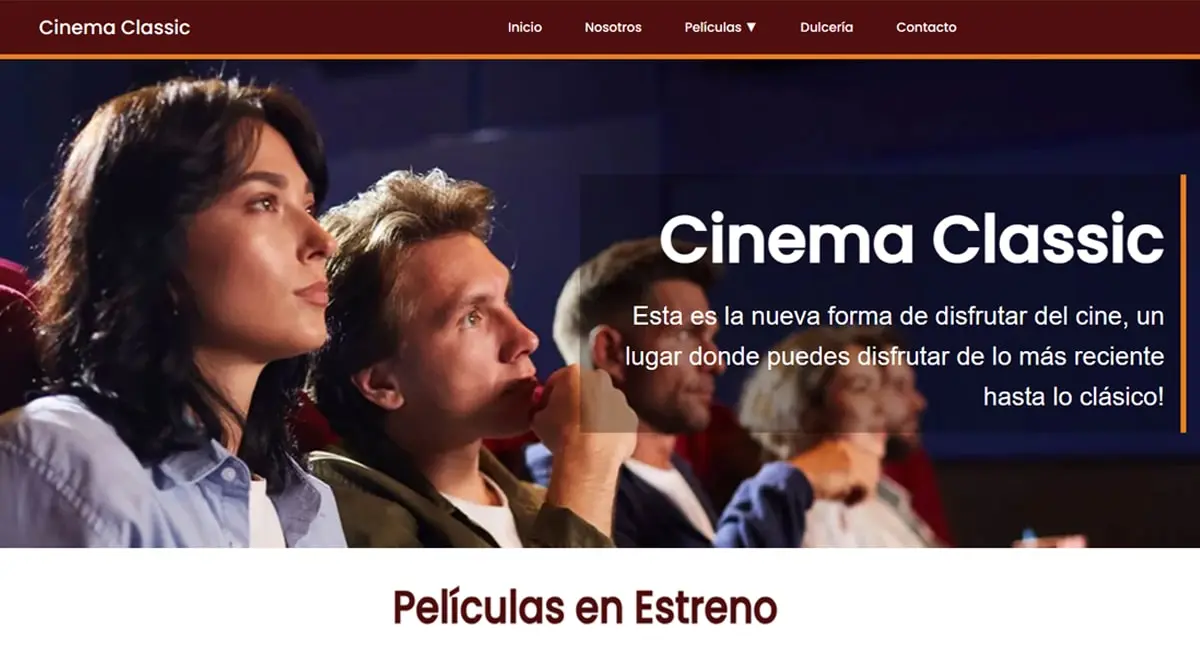 Cinema Classic
Inicio Nosotros Películas ▼ Dulcería Contacto
Cinema Classic
Esta es la nueva forma de disfrutar del cine, un
lugar donde puedes disfrutar de lo más reciente
hasta lo clásico!
Películas en Estreno